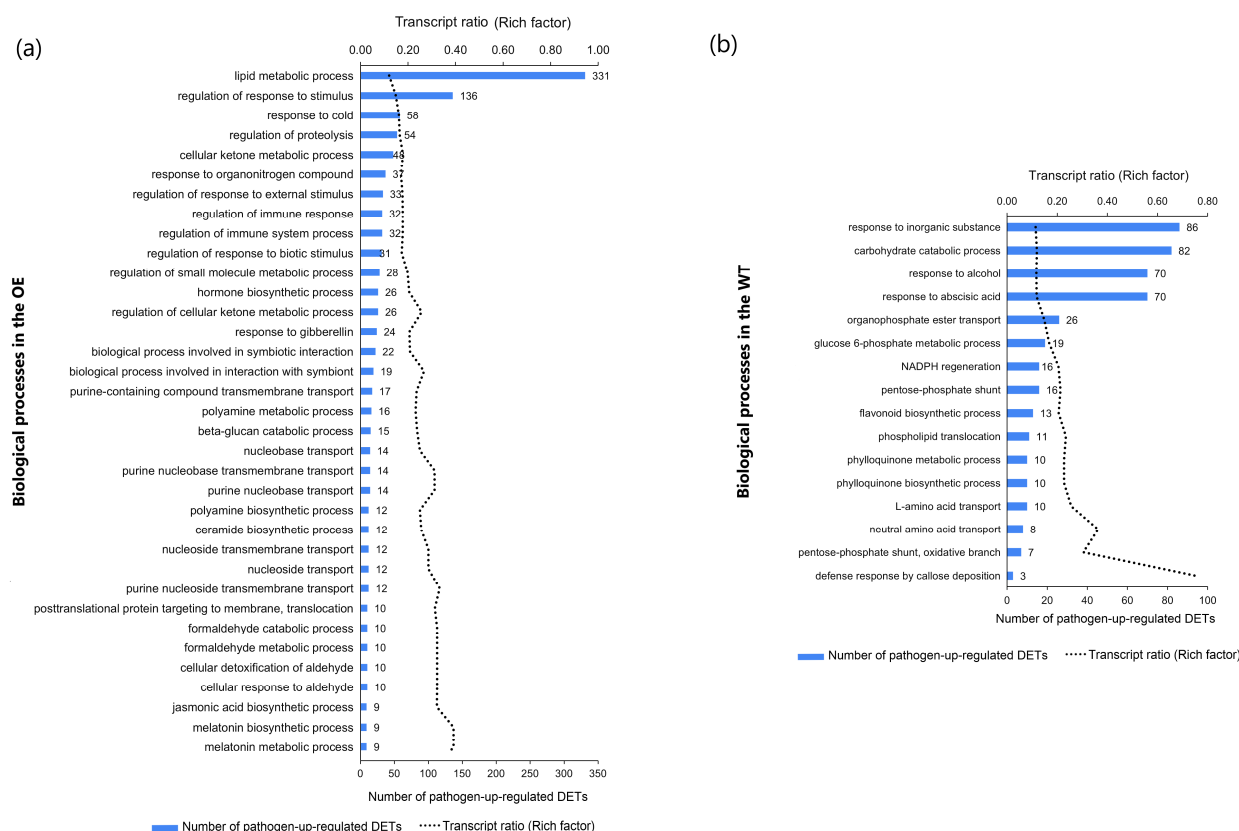 (a)
Transcript ratio (Rich factor)
0.00 0.20 0.40 0.60 0.80 1.00
lipid metabolic process 331
regulation of response to stimulus 136
response to cold 58
regulation of proteolysis 54
cellular ketone metabolic process 48
response to organonitrogen compound 37
regulation of response to external stimulus 33
regulation of immune response 32
regulation of immune system process 32
regulation of response to biotic stimulus 31
regulation of small molecule metabolic process 28
hormone biosynthetic process 26
regulation of cellular ketone metabolic process 26
response to gibberellin 24
biological process involved in symbiotic interaction 22
biological process involved in interaction with symbiont 19
purine-containing compound transmembrane transport 17
polyamine metabolic process 16
beta-glucan catabolic process 15
nucleobase transport 14
purine nucleobase transmembrane transport 14
purine nucleobase transport 14
polyamine biosynthetic process 12
ceramide biosynthetic process 12
nucleoside transmembrane transport 12
nucleoside transport 12
purine nucleoside transmembrane transport 12
posttranslational protein targeting to membrane, translocation 10
formaldehyde catabolic process 10
formaldehyde metabolic process 10
cellular detoxification of aldehyde 10
cellular response to aldehyde 10
jasmonic acid biosynthetic process 9
melatonin biosynthetic process 9
melatonin metabolic process 9
0 50 100 150 200 250 300 350
Number of pathogen-up-regulated DETs
Biological processes in the OE
Number of pathogen-up-regulated DETs Transcript ratio (Rich factor)
(b)
Transcript ratio (Rich factor)
0.00 0.20 0.40 0.60 0.80
response to inorganic substance 86
carbohydrate catabolic process 82
response to alcohol 70
response to abscisic acid 70
organophosphate ester transport 26
glucose 6-phosphate metabolic process 19
NADPH regeneration 16
pentose-phosphate shunt 16
flavonoid biosynthetic process 13
phospholipid translocation 11
phylloquinone metabolic process 10
phylloquinone biosynthetic process 10
L-amino acid transport 10
neutral amino acid transport 8
pentose-phosphate shunt, oxidative branch 7
defense response by callose deposition 3
0 20 40 60 80 100
Number of pathogen-up-regulated DETs
Biological processes in the WT
Number of pathogen-up-regulated DETs Transcript ratio (Rich factor)